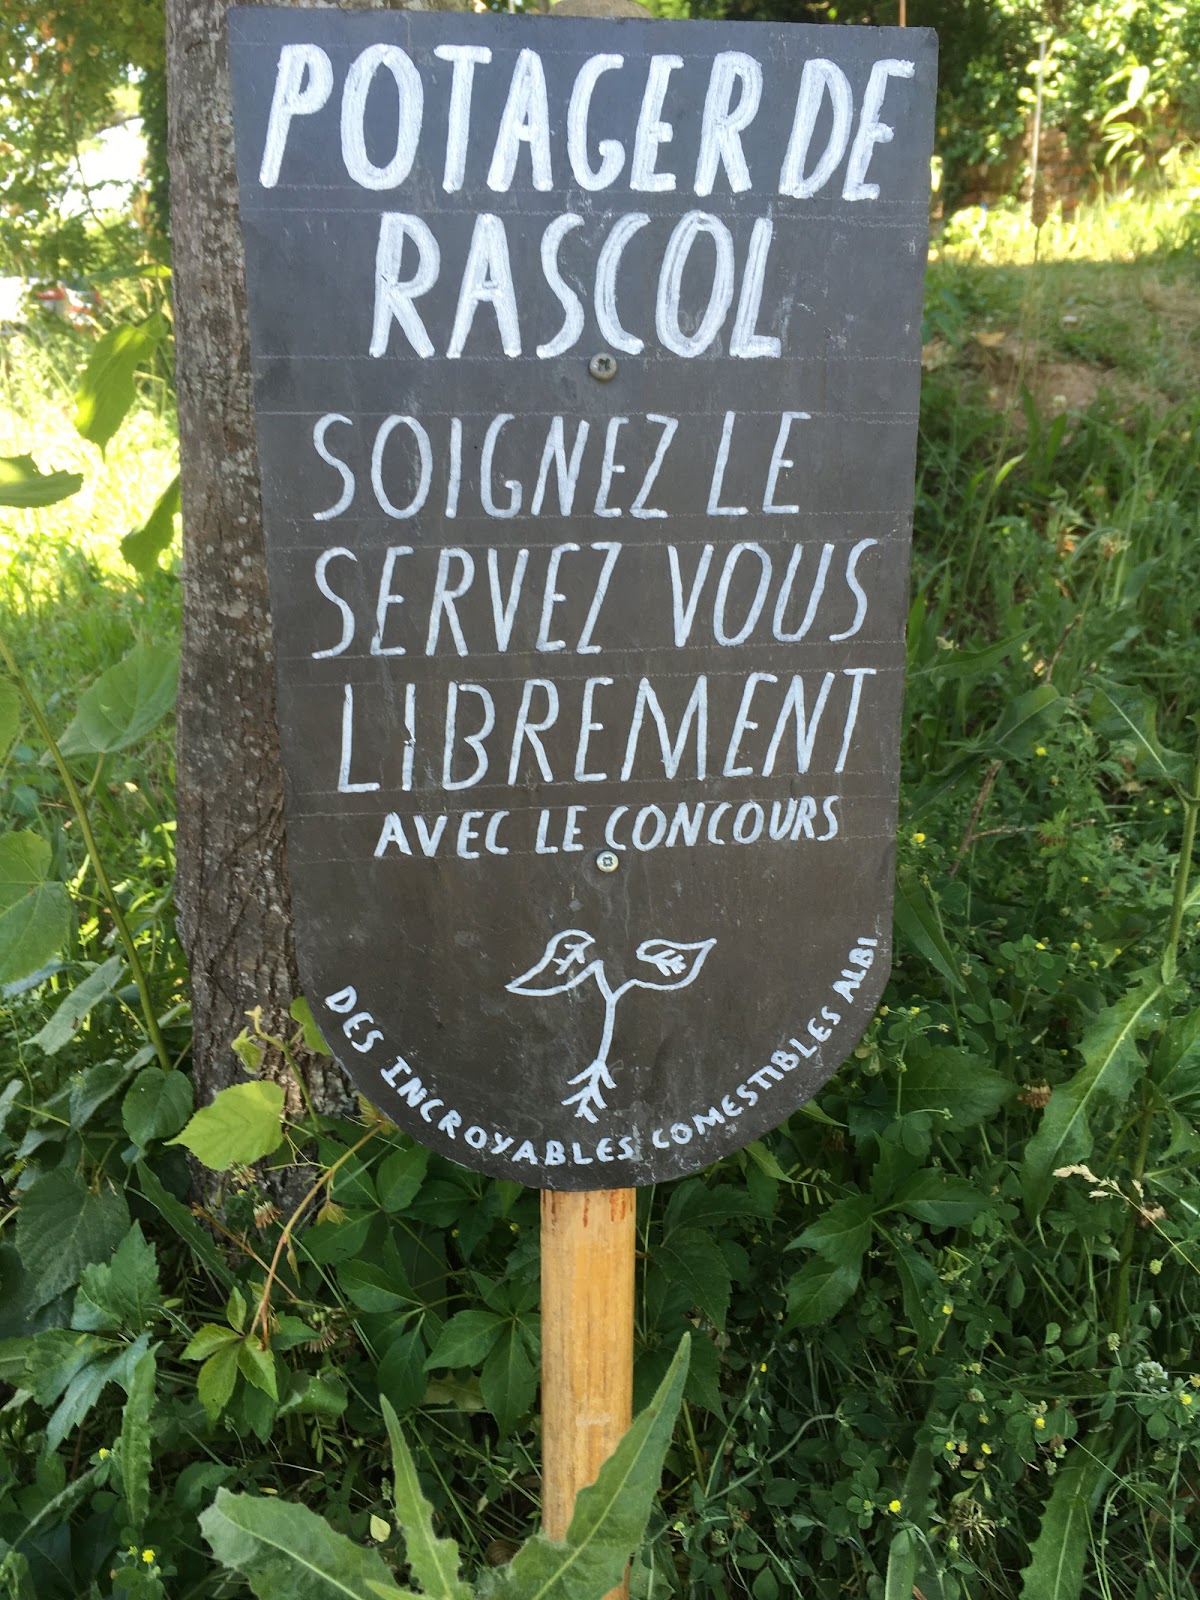 POTAGER DE
RASCOL
SOIGNEZ LE
SERVEZ VOUS
LIBREMENT
AVEC LE CONCOURS
DES INCROYABLES COMESTIBLES ALBI